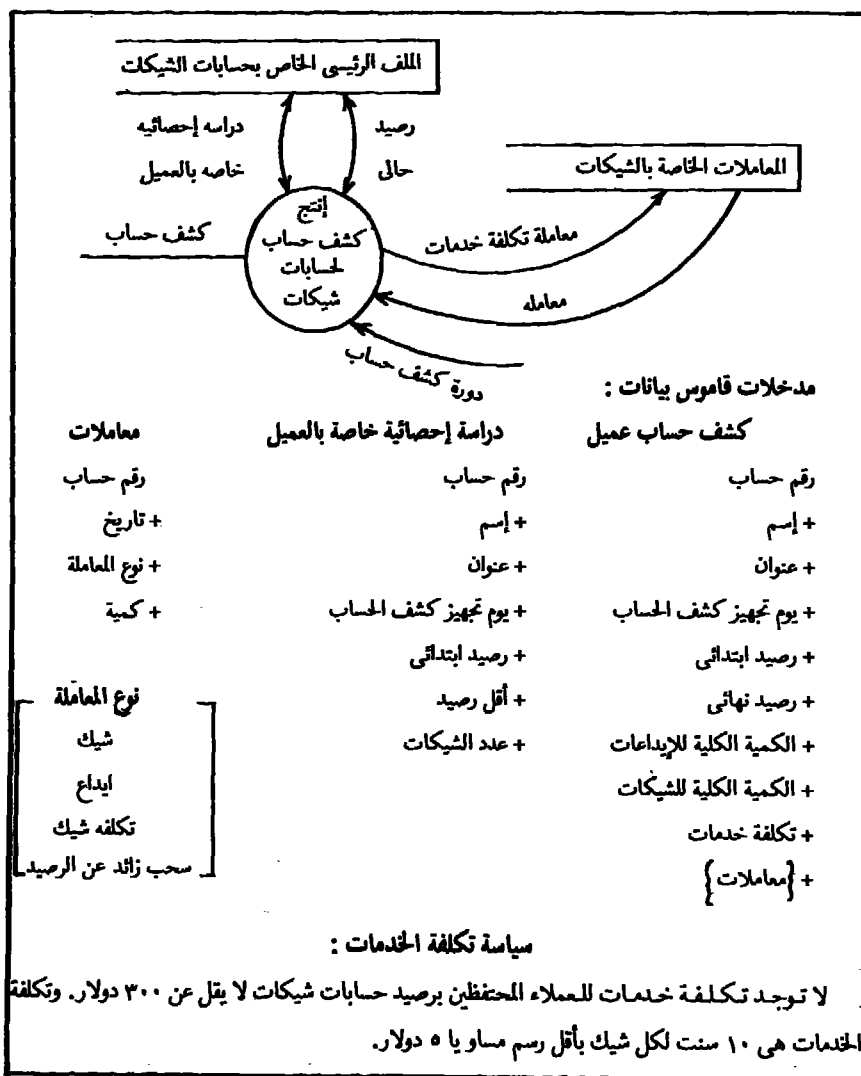 الملف الرئيسى الخاص بحسابات الشيكات
رصيد
حالى
دراسه إحصائيه
خاصه بالعميل
المعاملات الخاصة بالشيكات
إنتج
كشف حساب
لحسابات
شيكات
كشف حساب
معاملة تكلفة خدمات
معامله
دورة كشف حساب
مدخلات قاموس بيانات :
كشف حساب عميل
رقم حساب
+ إسم
+ عنوان
+ يوم تجهيز كشف الحساب
+ رصيد ابتدائى
+ رصيد نهائى
+ الكمية الكلية للإيداعات
+ الكمية الكلية للشيكات
+ تكلفة خدمات
+ {معاملات}
دراسة إحصائية خاصة بالعميل
رقم حساب
+ إسم
+ عنوان
+ يوم تجهيز كشف الحساب
+ رصيد ابتدائى
+ أقل رصيد
+ عدد الشيكات
معاملات
رقم حساب
+ تاريخ
+ نوع المعاملة
+ كمية
نوع المعاملة
شيك
ايداع
تكلفه شيك
سحب زائد عن الرصيد
سياسة تكلفة الخدمات :
لا توجد تكلفة خدمات للعملاء المحتفظين برصيد حسابات شيكات لا يقل عن ٣٠٠ دولار. وتكلفة
الخدمات هى ١٠ سنت لكل شيك بأقل رسم مساو يا ٥ دولار.